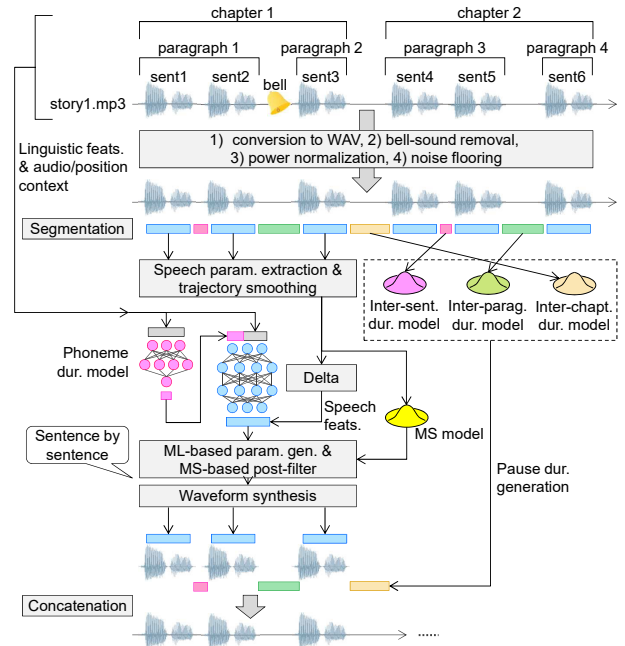 chapter 1
chapter 2
paragraph 1
paragraph 2
paragraph 3
paragraph 4
sent1
sent2
bell
sent3
sent4
sent5
sent6
story1.mp3
Linguistic feats.
& audio/position
context
1) conversion to WAV, 2) bell-sound removal,
3) power normalization, 4) noise flooring
Segmentation
Speech param. extraction &
trajectory smoothing
Inter-sent.
dur. model
Inter-parag.
dur. model
Inter-chapt.
dur. model
Phoneme
dur. model
Delta
Speech
feats.
MS model
Sentence by
sentence
ML-based param. gen. &
MS-based post-filter
Pause dur.
generation
Waveform synthesis
Concatenation
......